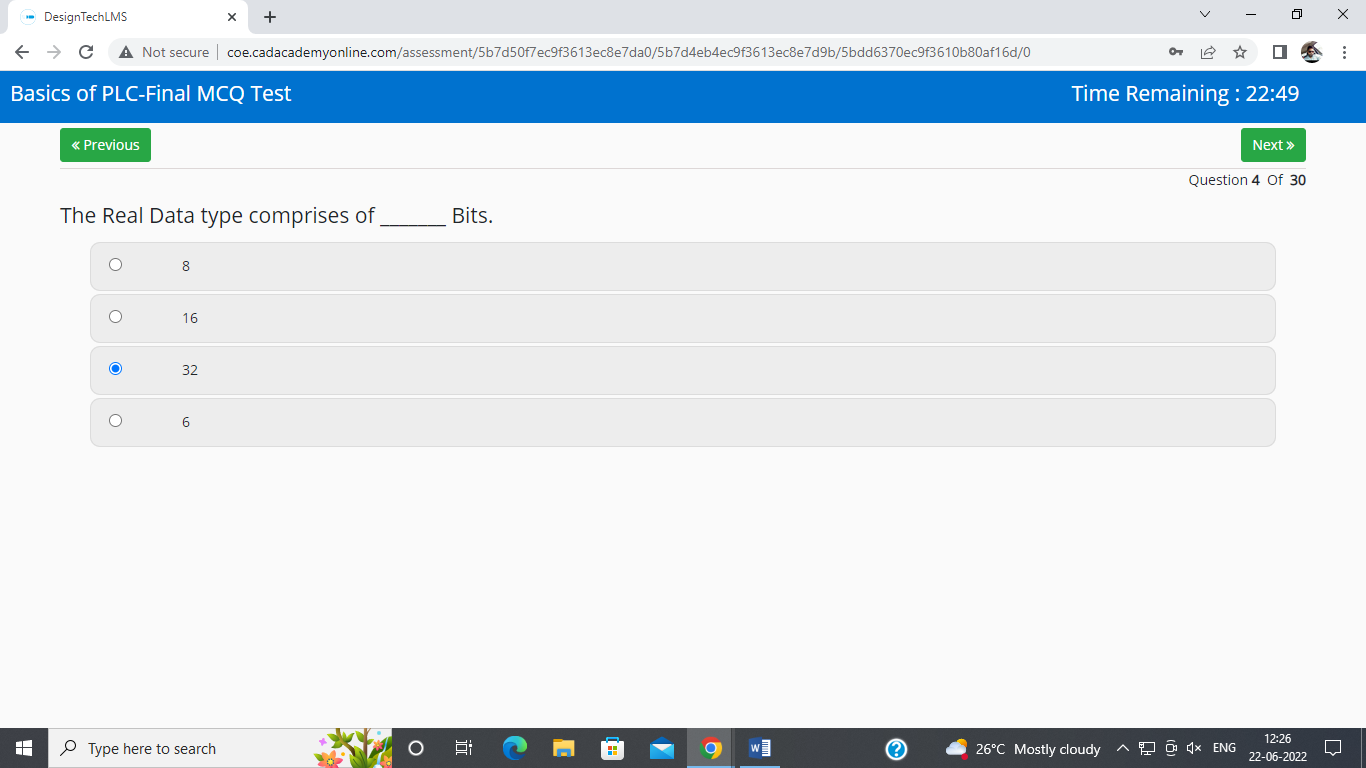 DesignTechLMS
Not secure
coe.cadacademyonline.com/assessment/5b7d50f7ec9f3613ec8e7da0/5b7d4eb4ec9f3613ec8e7d9b/5bdd6370ec9f3610b80af16d/0
Basics of PLC-Final MCQ Test
Time Remaining : 22:49
« Previous
Next »
Question 4 Of 30
The Real Data type comprises of _______ Bits.
8
16
32
6
Type here to search
26°C Mostly cloudy
ENG
12:26
22-06-2022